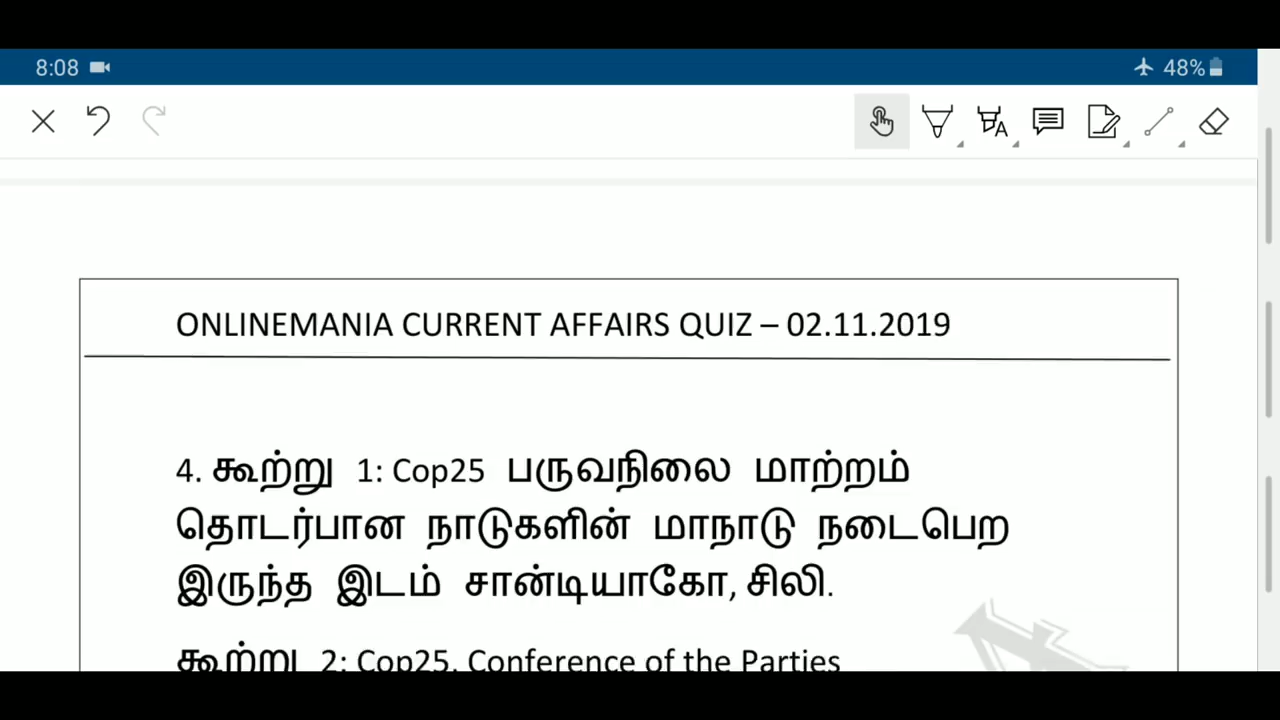 8:08
48%
ONLINEMANIA CURRENT AFFAIRS QUIZ – 02.11.2019
4. கூற்று 1: Cop25 பருவநிலை மாற்றம்
தொடர்பான நாடுகளின் மாநாடு நடைபெற
இருந்த இடம் சான்டியாகோ, சிலி.
கூற்று 2: Cop25. Conference of the Parties